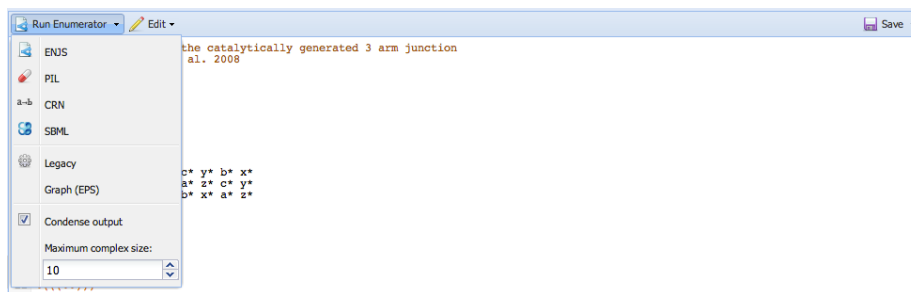 Run Enumerator Edit Save
the catalytically generated 3 arm junction
ENJS
al. 2008
PIL
a→b CRN
SBML
Legacy
c* y* b* x*
a* z* c* y*
Graph (EPS)
b* x* a* z*
Condense output
Maximum complex size:
10